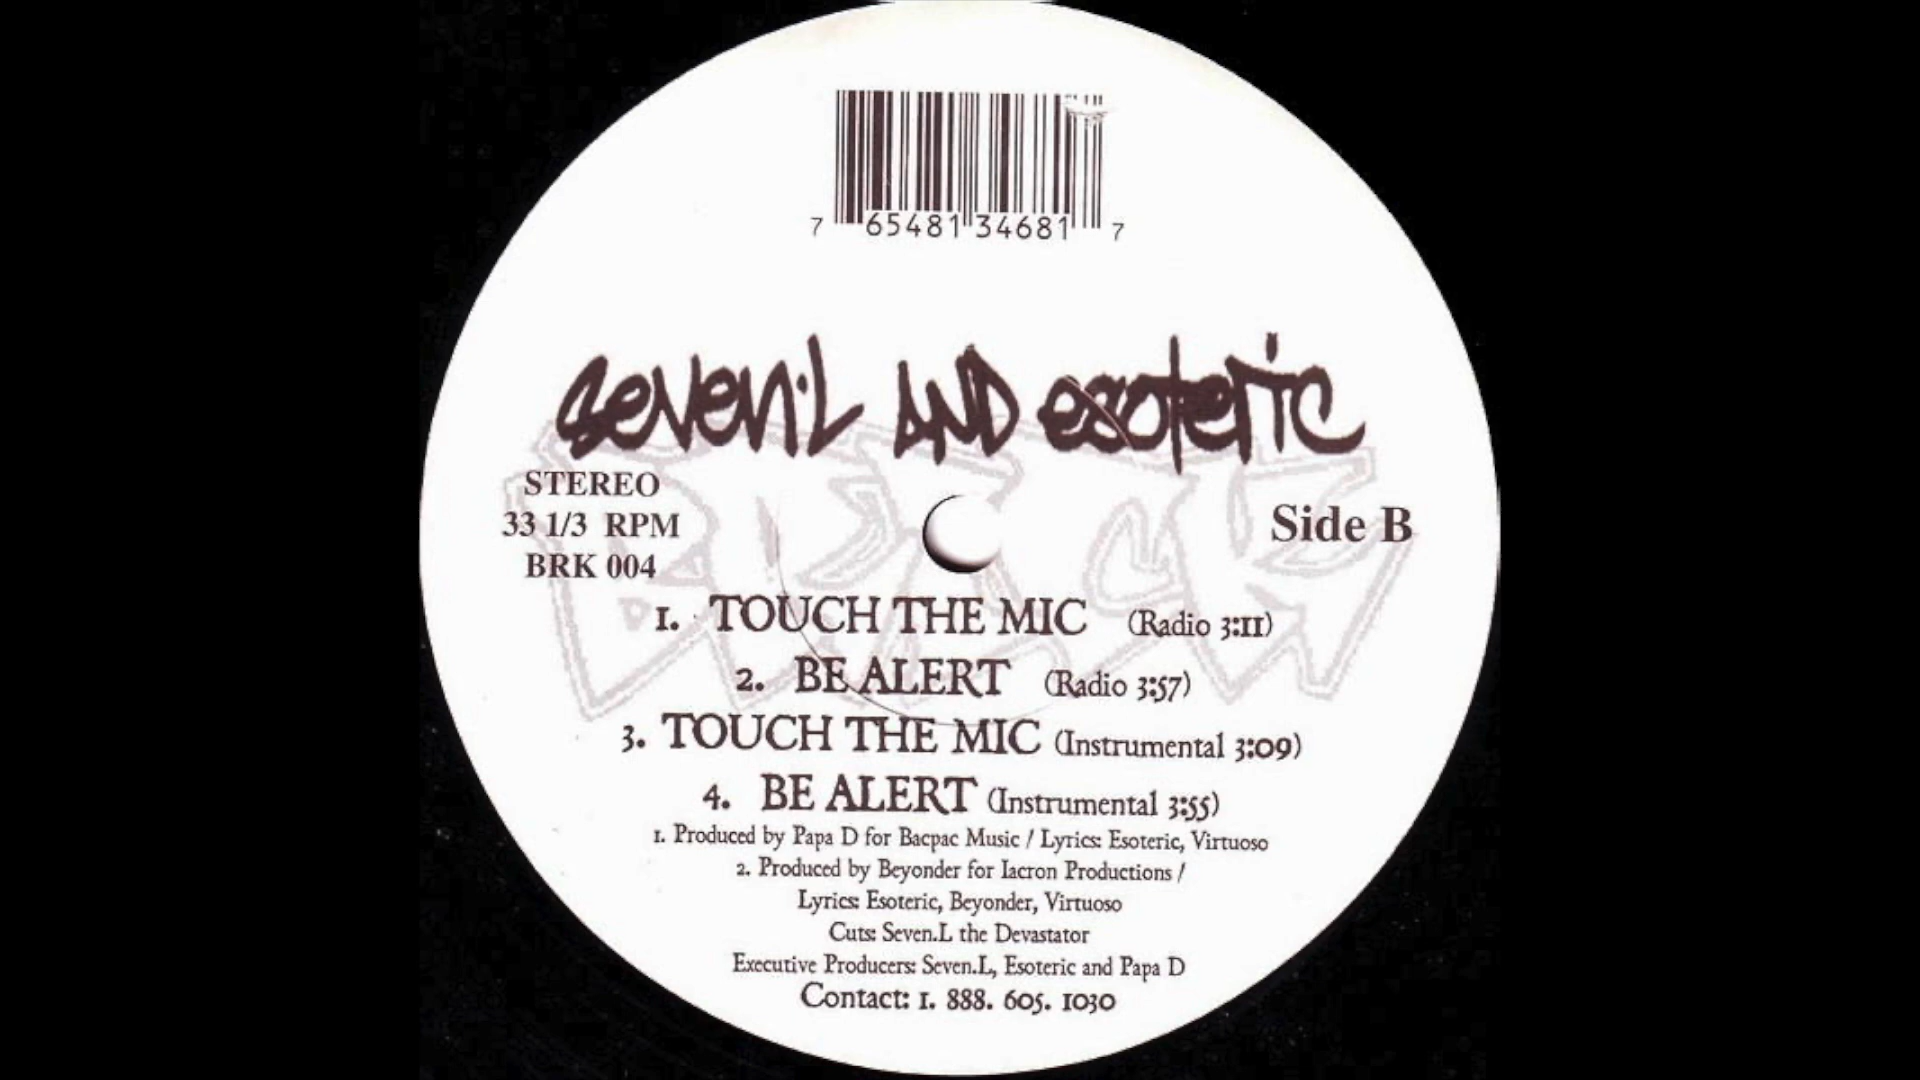 7 65481 34681 7
SEVEN.L AND ESOTERIC
BRICK
STEREO
33 1/3 RPM
BRK 004
Side B
1. TOUCH THE MIC (Radio 3:11)
2. BE ALERT (Radio 3:57)
3. TOUCH THE MIC (Instrumental 3:09)
4. BE ALERT (Instrumental 3:55)
1. Produced by Papa D for Bacpac Music / Lyrics: Esoteric, Virtuoso
2. Produced by Beyonder for Iacron Productions /
Lyrics: Esoteric, Beyonder, Virtuoso
Cuts: Seven.L the Devastator
Executive Producers: Seven.L, Esoteric and Papa D
Contact: 1. 888. 605. 1030